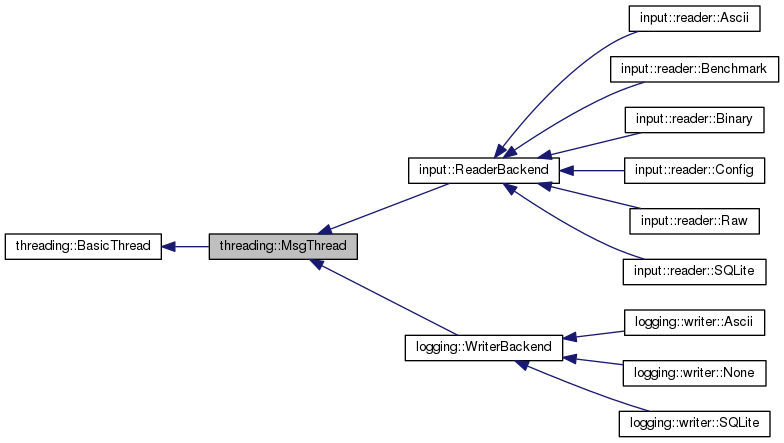 input::reader::Ascii
input::reader::Benchmark
input::reader::Binary
input::ReaderBackend
input::reader::Config
input::reader::Raw
threading::BasicThread
threading::MsgThread
input::reader::SQLite
logging::writer::Ascii
logging::WriterBackend
logging::writer::None
logging::writer::SQLite